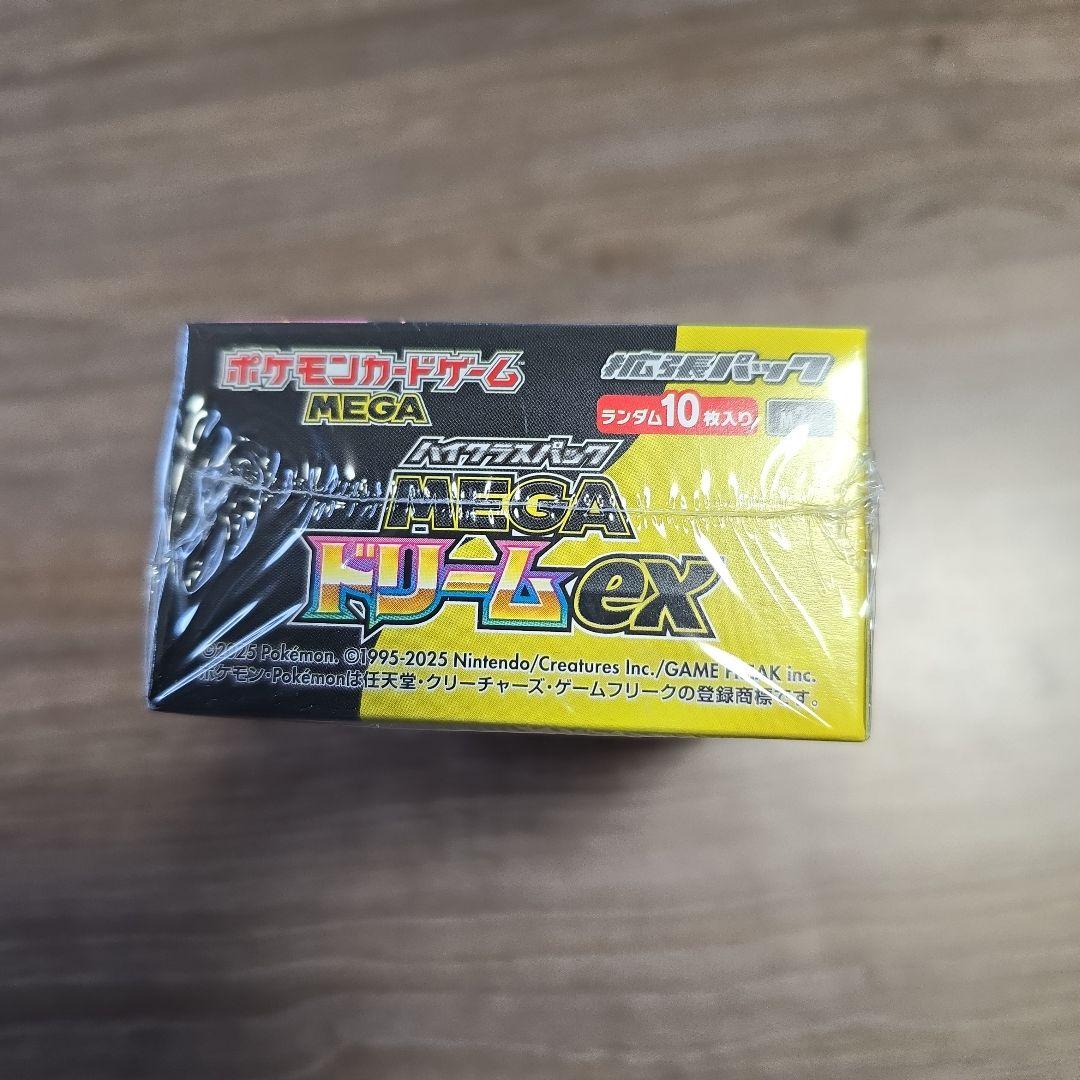 ポケモンカードゲーム™
MEGA
拡張パック
ランダム10枚入り
ハイクラスパック
MEGA
ドリームex
©2025 Pokémon. ©1995-2025 Nintendo/Creatures Inc./GAME FREAK inc.
ポケモン・Pokémonは任天堂・クリーチャーズ・ゲームフリークの登録商標です。